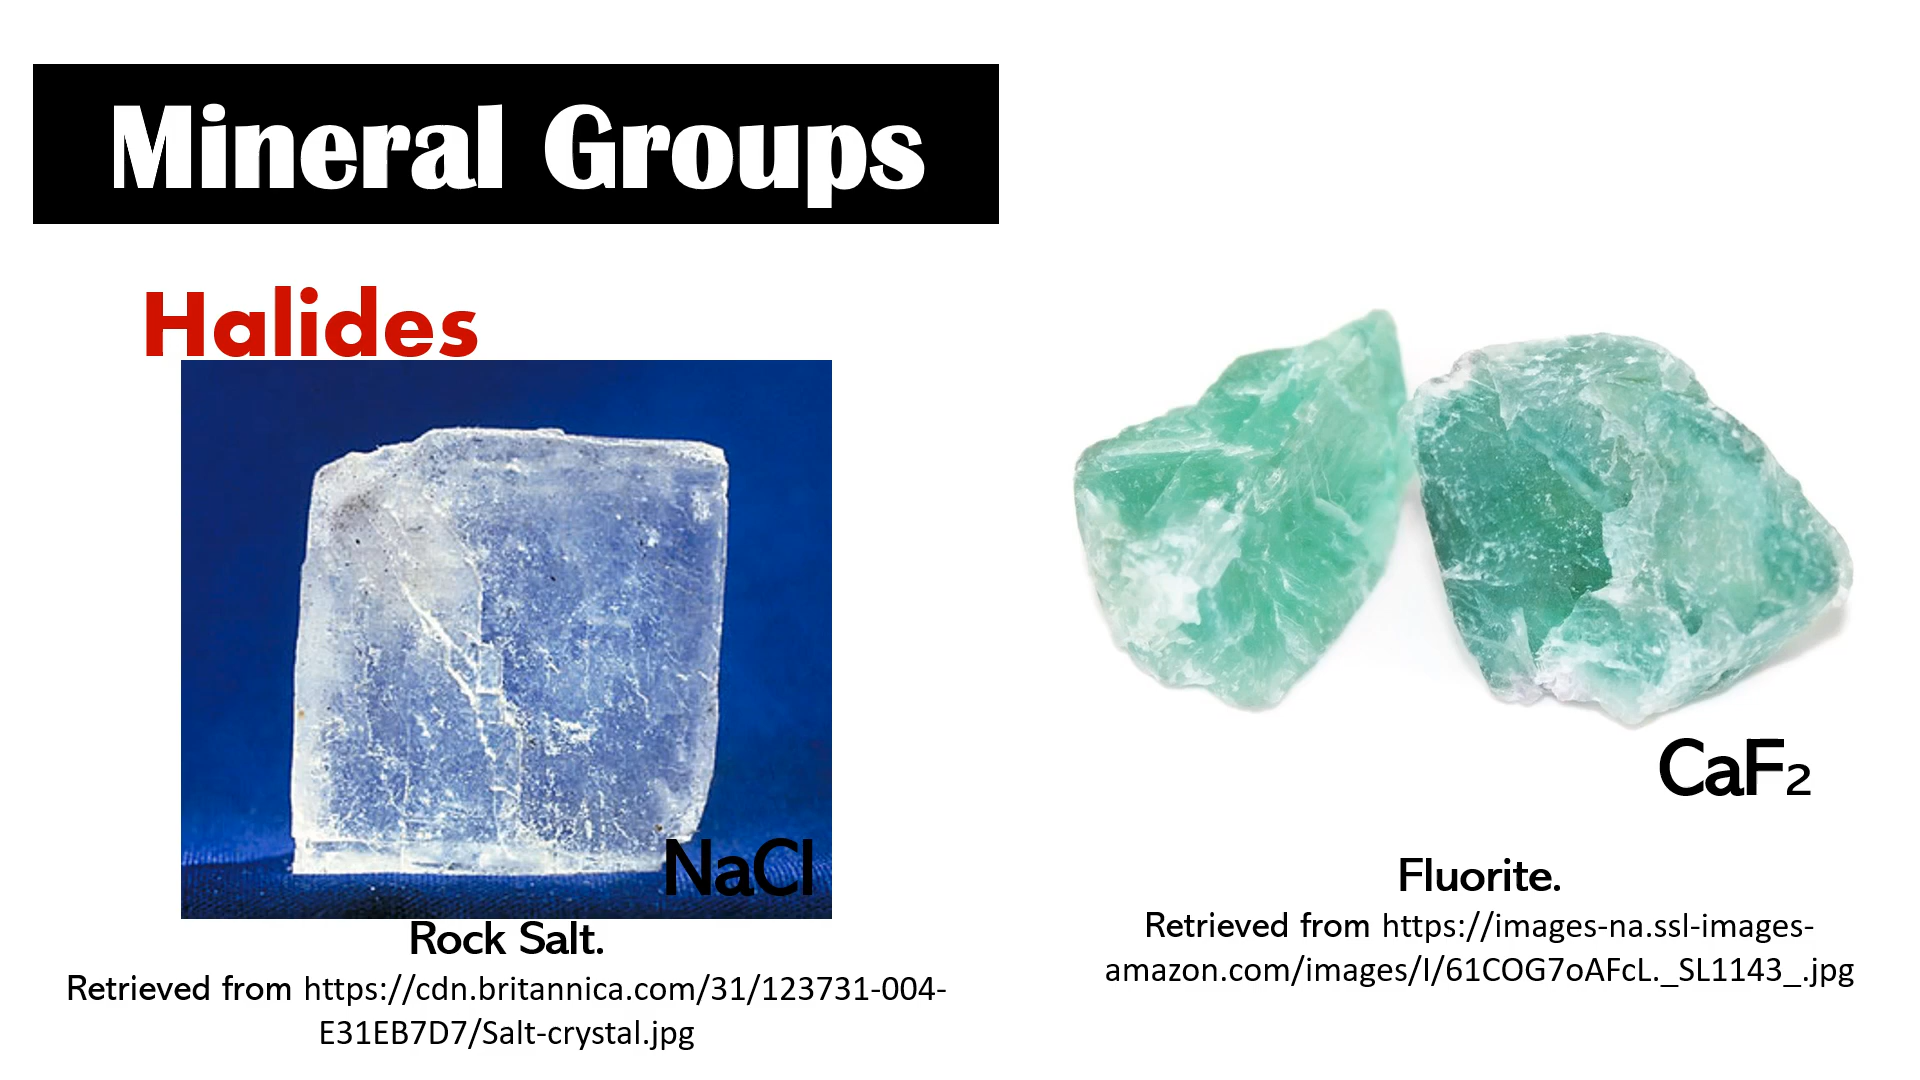 Mineral Groups
Halides
NaCl
Rock Salt.
Retrieved from https://cdn.britannica.com/31/123731-004-
E31EB7D7/Salt-crystal.jpg
CaF₂
Fluorite.
Retrieved from https://images-na.ssl-images-
amazon.com/images/I/61COG7oAFcL._SL1143_.jpg